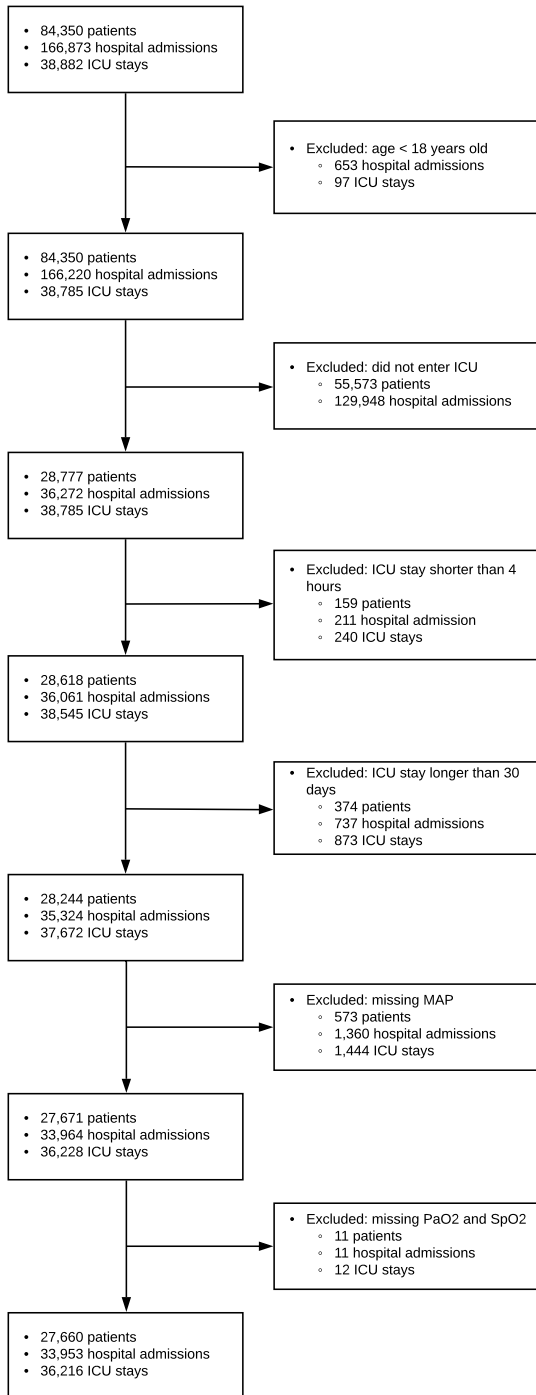 • 84,350 patients
• 166,873 hospital admissions
• 38,882 ICU stays
• Excluded: age < 18 years old
◦ 653 hospital admissions
◦ 97 ICU stays
• 84,350 patients
• 166,220 hospital admissions
• 38,785 ICU stays
• Excluded: did not enter ICU
◦ 55,573 patients
◦ 129,948 hospital admissions
• 28,777 patients
• 36,272 hospital admissions
• 38,785 ICU stays
• Excluded: ICU stay shorter than 4
hours
◦ 159 patients
◦ 211 hospital admission
◦ 240 ICU stays
• 28,618 patients
• 36,061 hospital admissions
• 38,545 ICU stays
• Excluded: ICU stay longer than 30
days
◦ 374 patients
◦ 737 hospital admissions
◦ 873 ICU stays
• 28,244 patients
• 35,324 hospital admissions
• 37,672 ICU stays
• Excluded: missing MAP
◦ 573 patients
◦ 1,360 hospital admissions
◦ 1,444 ICU stays
• 27,671 patients
• 33,964 hospital admissions
• 36,228 ICU stays
• Excluded: missing PaO2 and SpO2
◦ 11 patients
◦ 11 hospital admissions
◦ 12 ICU stays
• 27,660 patients
• 33,953 hospital admissions
• 36,216 ICU stays